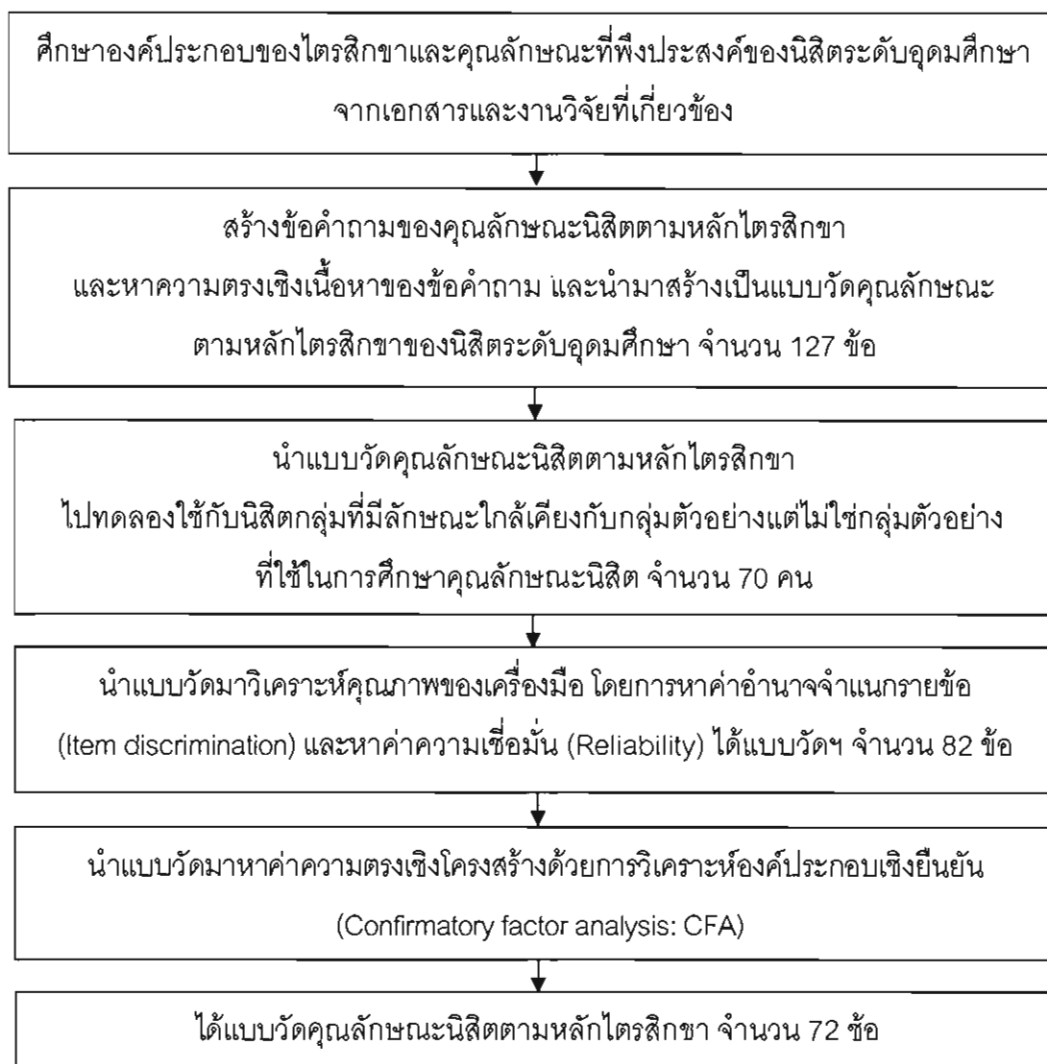 ศึกษาองค์ประกอบของไตรสิกขาและคุณลักษณะที่พึงประสงค์ของนิสิตระดับอุดมศึกษา
จากเอกสารและงานวิจัยที่เกี่ยวข้อง
สร้างข้อคำถามของคุณลักษณะนิสิตตามหลักไตรสิกขา
และหาความตรงเชิงเนื้อหาของข้อคำถาม และนำมาสร้างเป็นแบบวัดคุณลักษณะ
ตามหลักไตรสิกขาของนิสิตระดับอุดมศึกษา จำนวน 127 ข้อ
นำแบบวัดคุณลักษณะนิสิตตามหลักไตรสิกขา
ไปทดลองใช้กับนิสิตกลุ่มที่มีลักษณะใกล้เคียงกับกลุ่มตัวอย่างแต่ไม่ใช่กลุ่มตัวอย่าง
ที่ใช้ในการศึกษาคุณลักษณะนิสิต จำนวน 70 คน
นำแบบวัดมาวิเคราะห์คุณภาพของเครื่องมือ โดยการหาค่าอำนาจจำแนกรายข้อ
(Item discrimination) และหาค่าความเชื่อมั่น (Reliability) ได้แบบวัดฯ จำนวน 82 ข้อ
นำแบบวัดมาหาค่าความตรงเชิงโครงสร้างด้วยการวิเคราะห์องค์ประกอบเชิงยืนยัน
(Confirmatory factor analysis: CFA)
ได้แบบวัดคุณลักษณะนิสิตตามหลักไตรสิกขา จำนวน 72 ข้อ